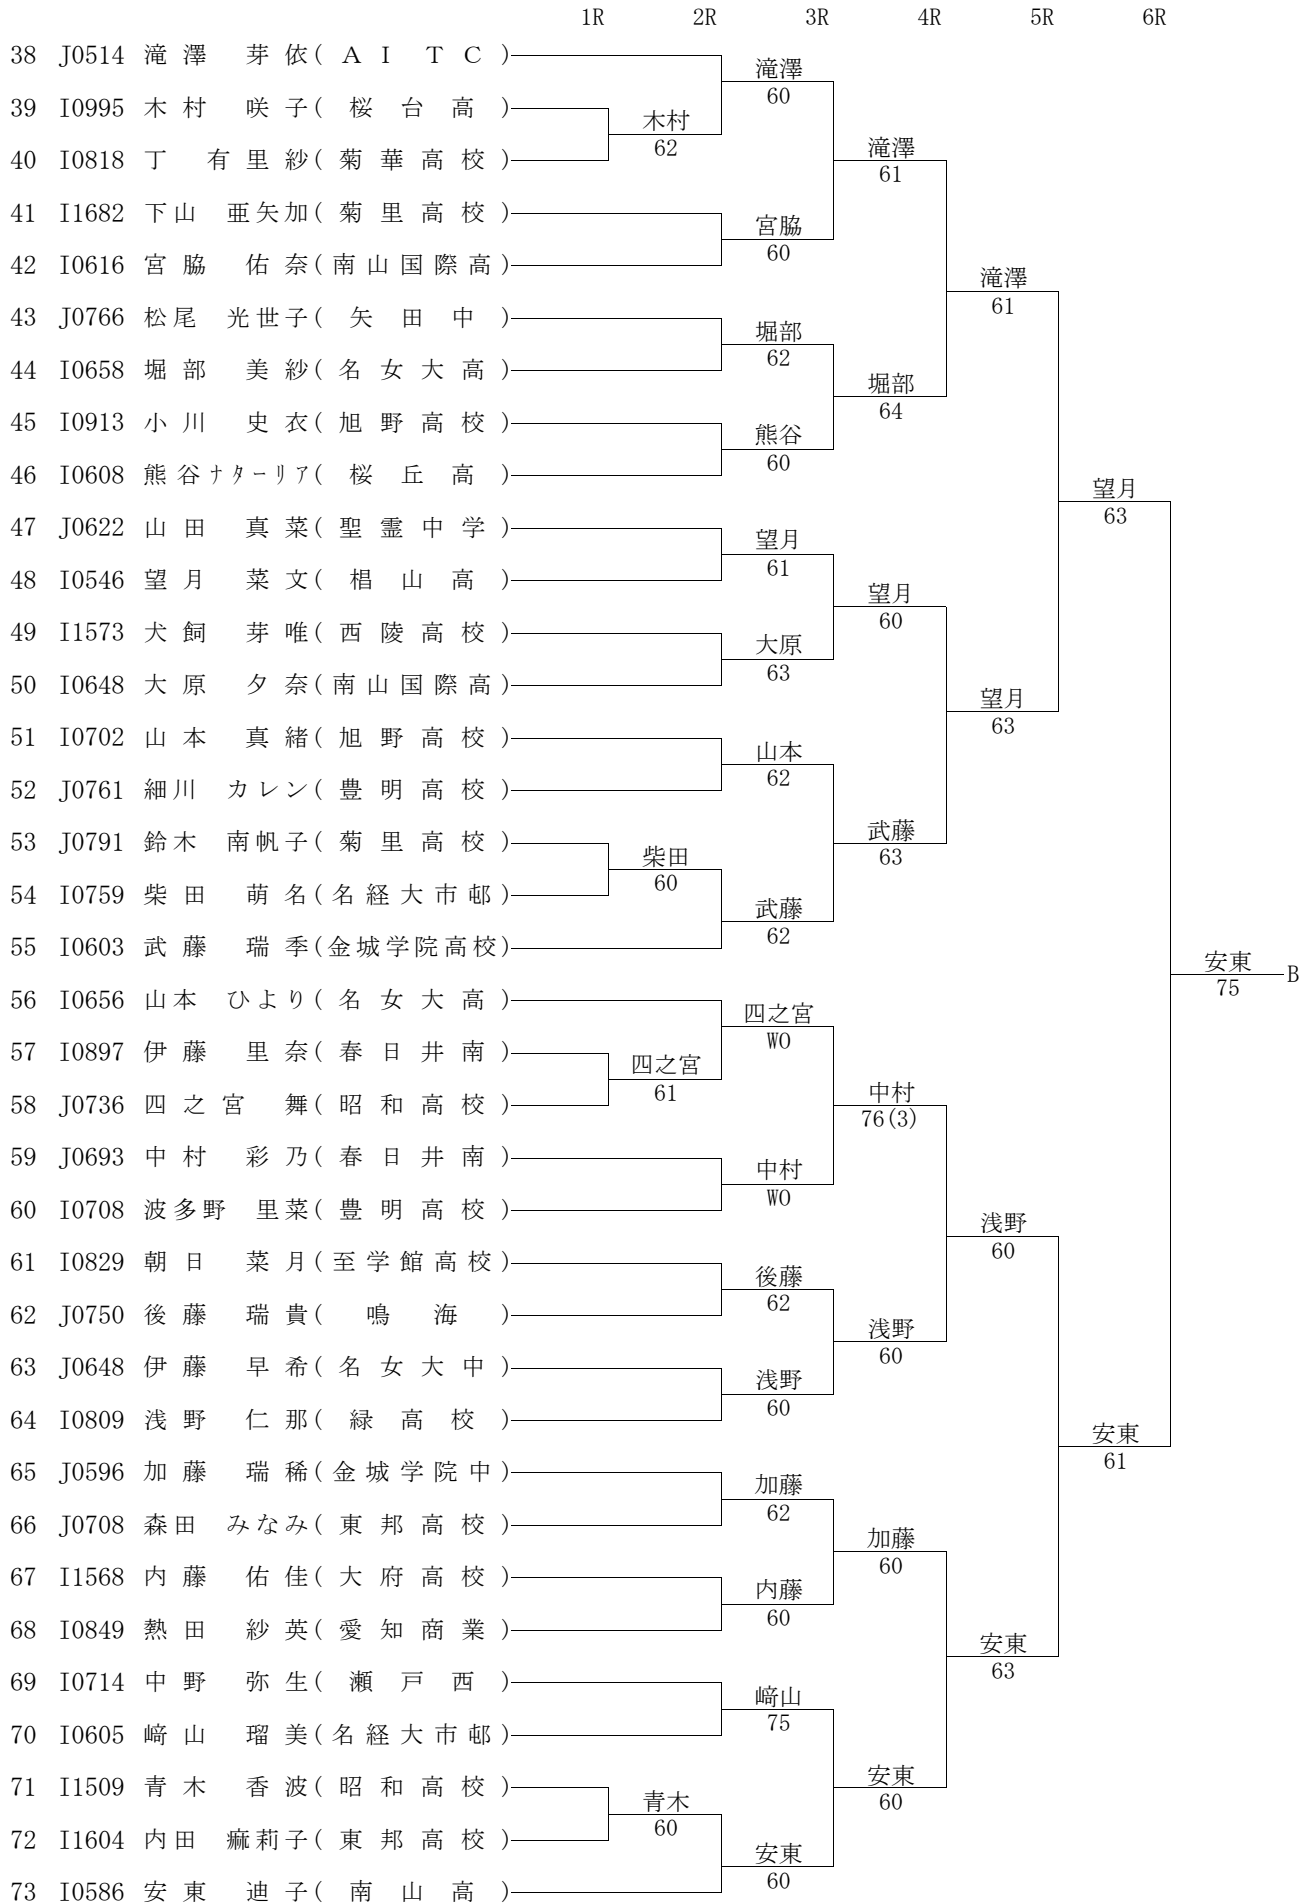 1R 2R 3R 4R 5R 6R
38 J0514 滝澤 芽依(ＡＩ ＴＣ)
滝澤
60
39 I0995 木村 咲子(桜台高)
木村
62
40 I0818 丁 有里紗(菊華高校)
滝澤
61
41 I1682 下山 亜矢加(菊里高校)
宮脇
60
42 I0616 宮脇 佑奈(南山国際高)
滝澤
61
43 J0766 松尾 光世子(矢田中)
堀部
62
44 I0658 堀部 美紗(名女大高)
堀部
64
45 I0913 小川 史衣(旭野高校)
熊谷
60
46 I0608 熊谷ナターリア(桜丘高)
望月
63
47 J0622 山田 真菜(聖霊中学)
望月
61
48 I0546 望月 菜文(椙山高)
望月
60
49 I1573 犬飼 芽唯(西陵高校)
大原
63
50 I0648 大原 夕奈(南山国際高)
望月
63
51 I0702 山本 真緒(旭野高校)
山本
62
52 J0761 細川 カレン(豊明高校)
武藤
63
53 J0791 鈴木 南帆子(菊里高校)
柴田
60
54 I0759 柴田 萌名(名経大市邨)
武藤
62
55 I0603 武藤 瑞季(金城学院高校)
安東
75
B
56 I0656 山本 ひより(名女大高)
四之宮
WO
57 I0897 伊藤 里奈(春日井南)
四之宮
61
58 J0736 四之宮 舞(昭和高校)
中村
76(3)
59 J0693 中村 彩乃(春日井南)
中村
WO
60 I0708 波多野 里菜(豊明高校)
浅野
60
61 I0829 朝日 菜月(至学館高校)
後藤
62
62 J0750 後藤 瑞貴(鳴海)
浅野
60
63 J0648 伊藤 早希(名女大中)
浅野
60
64 I0809 浅野 仁那(緑高校)
安東
61
65 J0596 加藤 瑞稀(金城学院中)
加藤
62
66 J0708 森田 みなみ(東邦高校)
加藤
60
67 I1568 内藤 佑佳(大府高校)
内藤
60
68 I0849 熱田 紗英(愛知商業)
安東
63
69 I0714 中野 弥生(瀬戸西)
﨑山
75
70 I0605 﨑山 瑠美(名経大市邨)
安東
60
71 I1509 青木 香波(昭和高校)
青木
60
72 I1604 内田 痲莉子(東邦高校)
安東
60
73 I0586 安東 迪子(南山高)